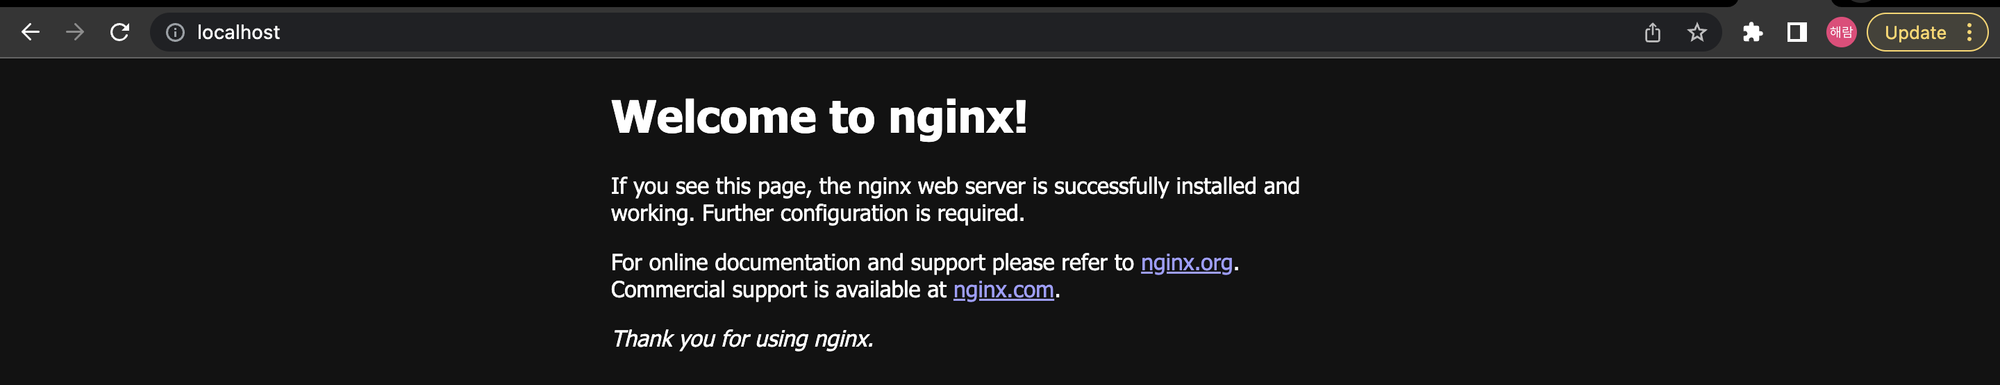 localhost
해람
Update
Welcome to nginx!
If you see this page, the nginx web server is successfully installed and
working. Further configuration is required.
For online documentation and support please refer to nginx.org.
Commercial support is available at nginx.com.
Thank you for using nginx.